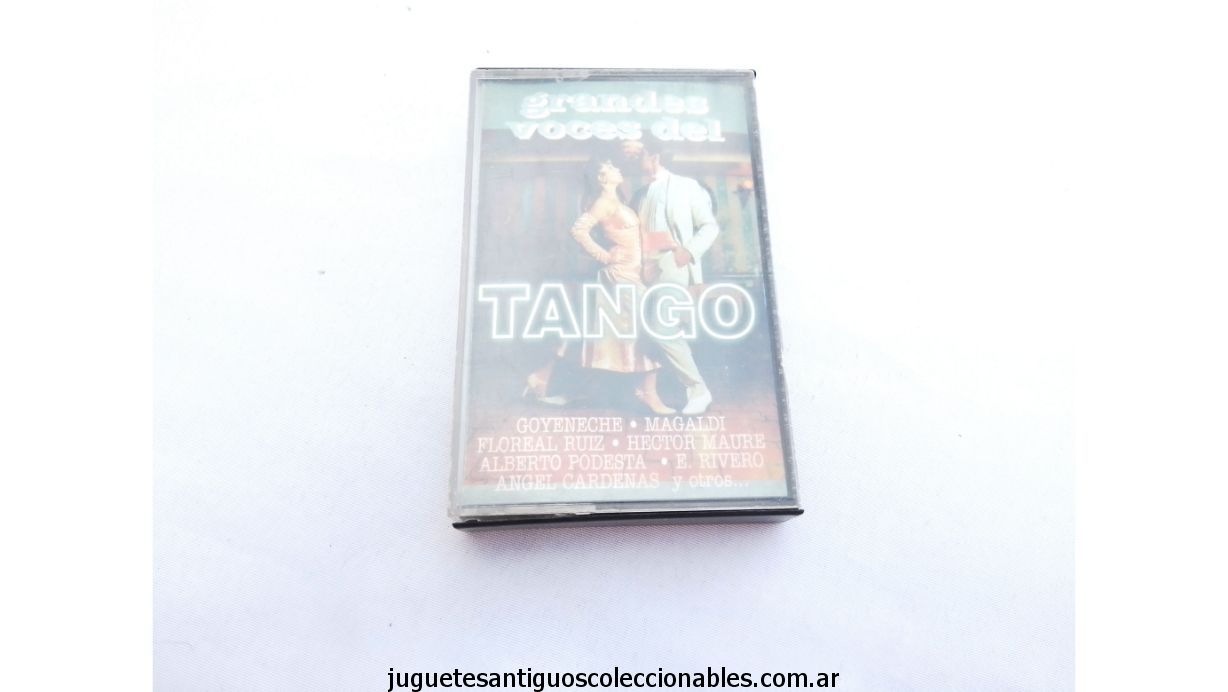 grandes
voces del
TANGO
GOYENECHE • MAGALDI
FLOREAL RUIZ • HECTOR MAURE
ALBERTO PODESTA • E. RIVERO
ANGEL CARDENAS y otros...
juguetesantiguoscoleccionables.com.ar